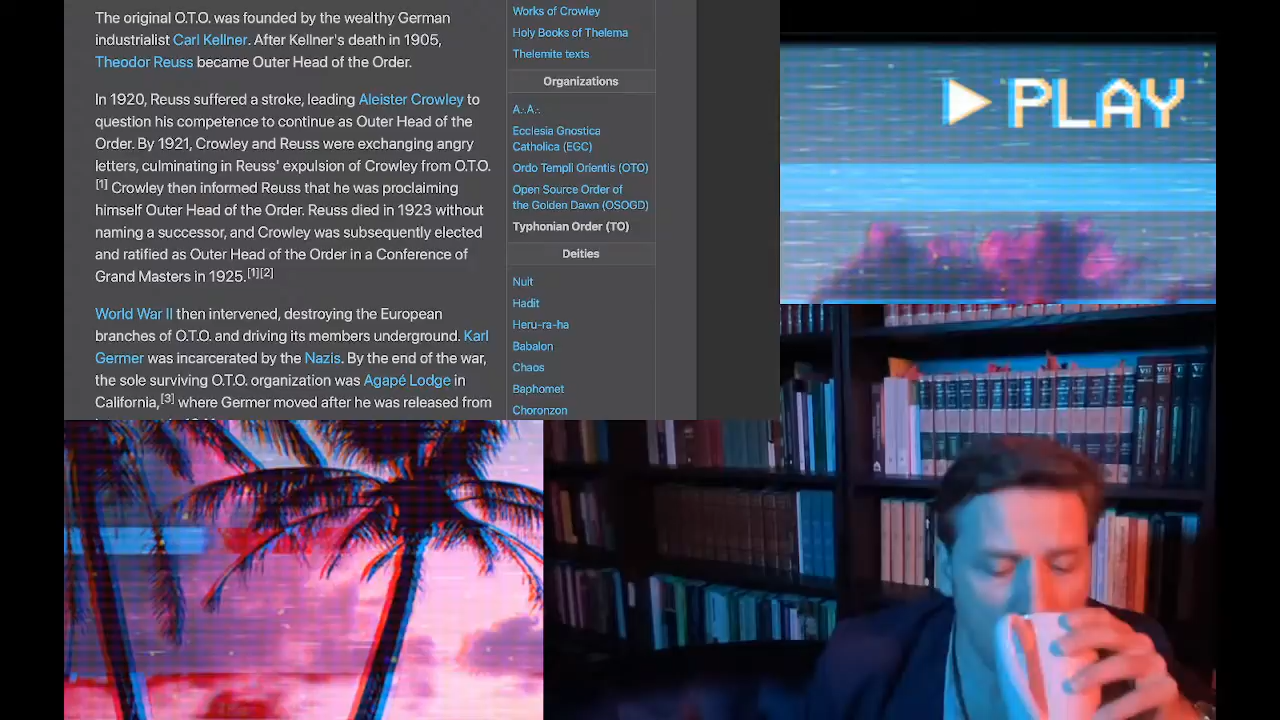 The original O.T.O. was founded by the wealthy German
industrialist Carl Kellner. After Kellner's death in 1905,
Theodor Reuss became Outer Head of the Order.
In 1920, Reuss suffered a stroke, leading Aleister Crowley to
question his competence to continue as Outer Head of the
Order. By 1921, Crowley and Reuss were exchanging angry
letters, culminating in Reuss' expulsion of Crowley from O.T.O.
[1] Crowley then informed Reuss that he was proclaiming
himself Outer Head of the Order. Reuss died in 1923 without
naming a successor, and Crowley was subsequently elected
and ratified as Outer Head of the Order in a Conference of
Grand Masters in 1925.[1][2]
World War II then intervened, destroying the European
branches of O.T.O. and driving its members underground. Karl
Germer was incarcerated by the Nazis. By the end of the war,
the sole surviving O.T.O. organization was Agapé Lodge in
California,[3] where Germer moved after he was released from
Works of Crowley
Holy Books of Thelema
Thelemite texts
Organizations
A∴A∴
Ecclesia Gnostica
Catholica (EGC)
Ordo Templi Orientis (OTO)
Open Source Order of
the Golden Dawn (OSOGD)
Typhonian Order (TO)
Deities
Nuit
Hadit
Heru-ra-ha
Babalon
Chaos
Baphomet
Choronzon
PLAY